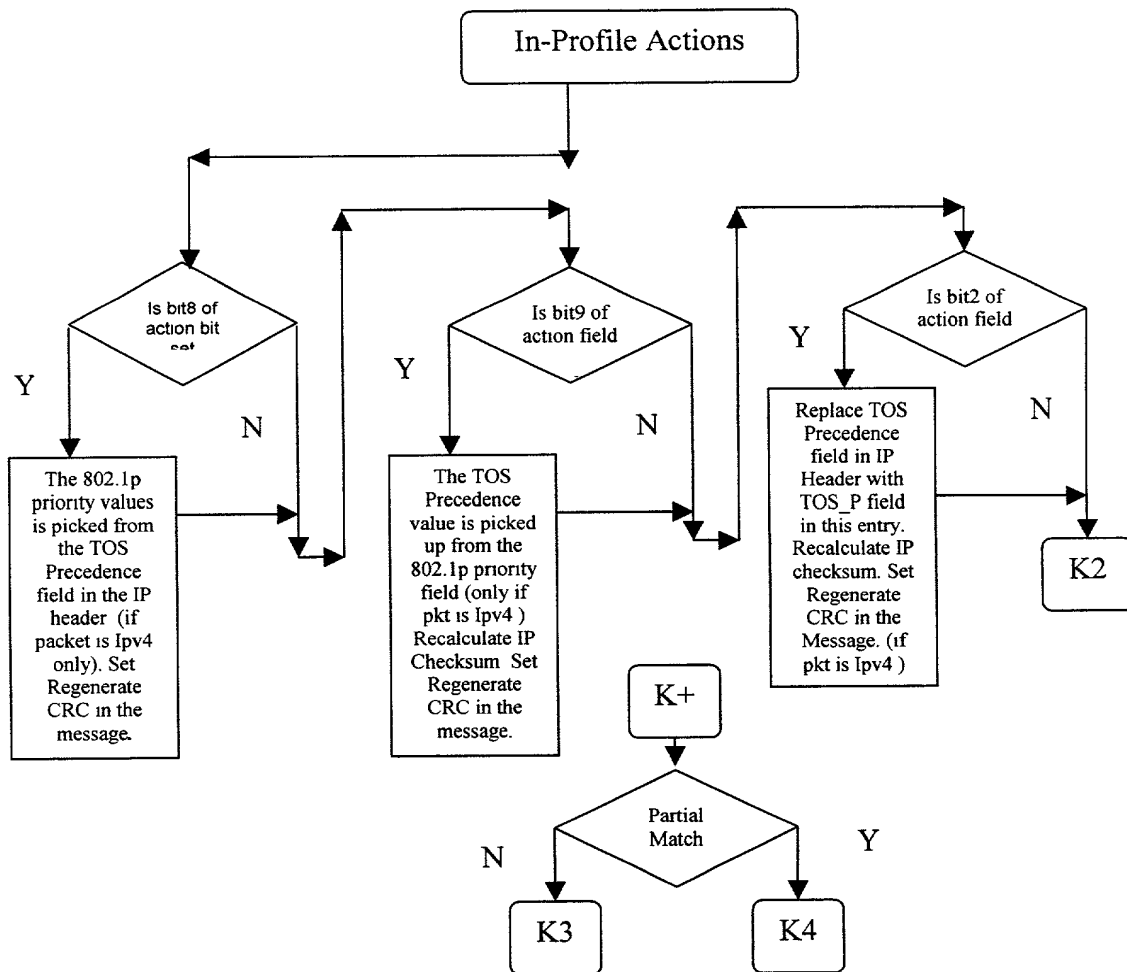 In-Profile Actions
Is bit8 of
action bit
set
Y
N
The 802.1p
priority values
is picked from
the TOS
Precedence
field in the IP
header (if
packet is Ipv4
only). Set
Regenerate
CRC in the
message.
Is bit9 of
action field
Y
N
The TOS
Precedence
value is picked
up from the
802.1p priority
field (only if
pkt is Ipv4 )
Recalculate IP
Checksum Set
Regenerate
CRC in the
message.
Is bit2 of
action field
Y
N
Replace TOS
Precedence
field in IP
Header with
TOS_P field
in this entry.
Recalculate IP
checksum. Set
Regenerate
CRC in the
Message. (if
pkt is Ipv4 )
K2
K+
Partial
Match
N
Y
K3
K4